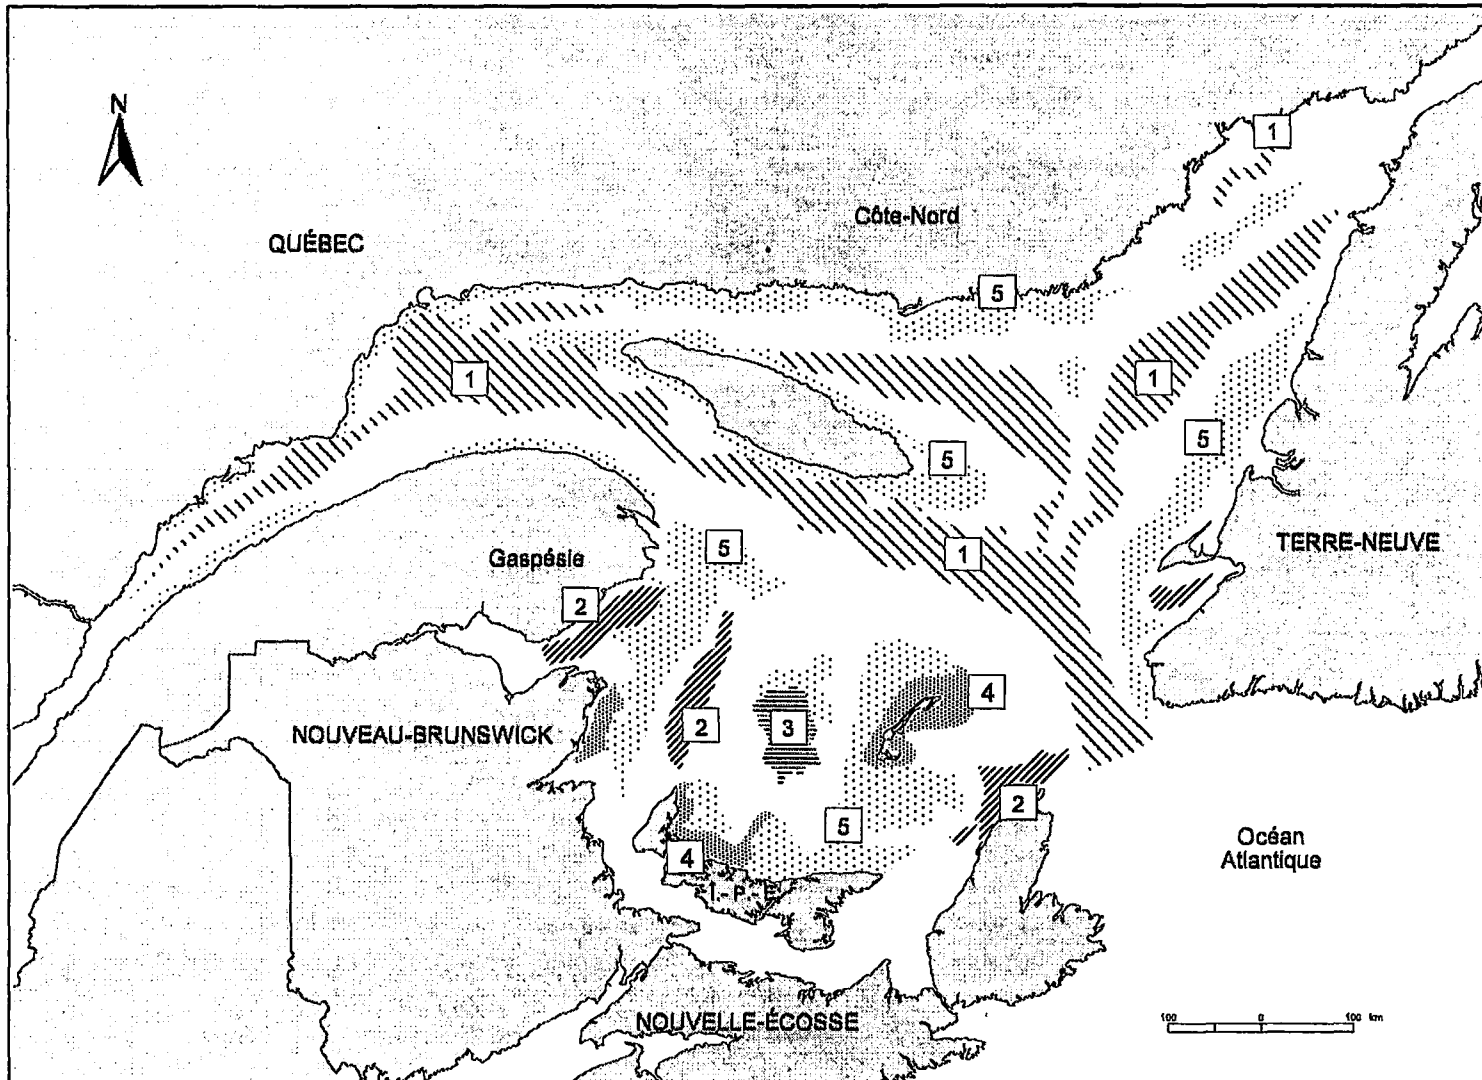 N
1
Côte-Nord
QUÉBEC
5
1
1
5
5
5
1
Gaspésie
TERRE-NEUVE
2
4
2
3
NOUVEAU-BRUNSWICK
2
5
Océan
Atlantique
4
I.-P.-E
NOUVELLE-ÉCOSSE
100 0 100 km